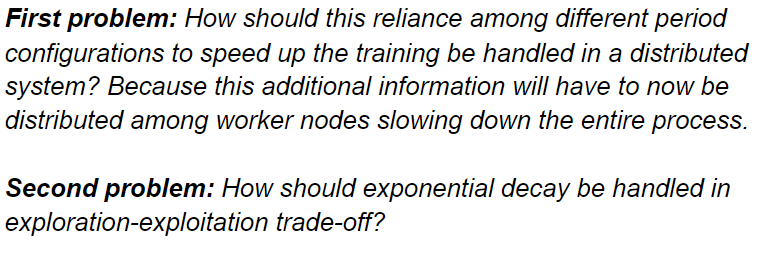 First problem: How should this reliance among different period
configurations to speed up the training be handled in a distributed
system? Because this additional information will have to now be
distributed among worker nodes slowing down the entire process.
Second problem: How should exponential decay be handled in
exploration-exploitation trade-off?